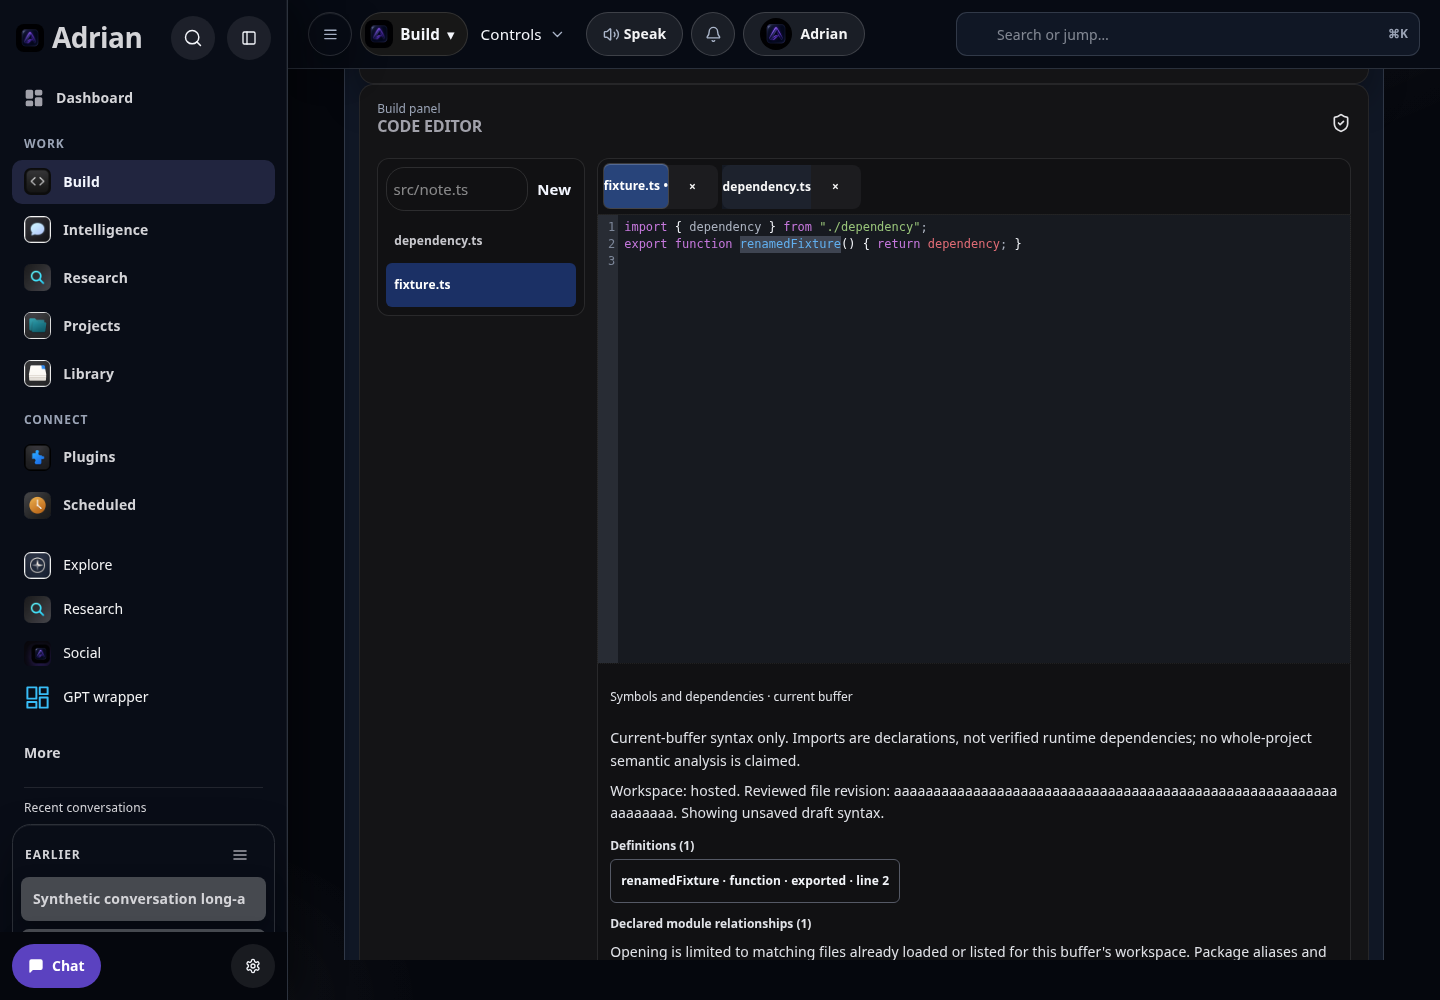 Adrian
Dashboard
WORK
Build
Intelligence
Research
Projects
Library
CONNECT
Plugins
Scheduled
Explore
Research
Social
GPT wrapper
More
Recent conversations
EARLIER
Synthetic conversation long-a
Chat
Build ▾
Controls
Speak
Adrian
Search or jump...
⌘K
Build panel
CODE EDITOR
src/note.ts
New
dependency.ts
fixture.ts
fixture.ts •
×
dependency.ts
×
1 import { dependency } from "./dependency";
2 export function renamedFixture() { return dependency; }
3
Symbols and dependencies · current buffer
Current-buffer syntax only. Imports are declarations, not verified runtime dependencies; no whole-project
semantic analysis is claimed.
Workspace: hosted. Reviewed file revision: aaaaaaaaaaaaaaaaaaaaaaaaaaaaaaaaaaaaaaaaaaaaaaaaaaaaaaaa
aaaaaaaa. Showing unsaved draft syntax.
Definitions (1)
renamedFixture · function · exported · line 2
Declared module relationships (1)
Opening is limited to matching files already loaded or listed for this buffer's workspace. Package aliases and